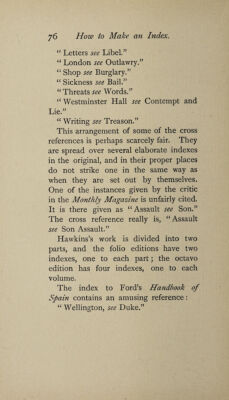 76 How to Make an Index.
“ Letters see Libel.”
“ London see Outlawry.”
“ Shop see Burglary.”
“ Sickness see Bail.”
“ Threats see Words.”
“ Westminster Hall see Contempt and
Lie.”
“ Writing see Treason.”
This arrangement of some of the cross
references is perhaps scarcely fair. They
are spread over several elaborate indexes
in the original, and in their proper places
do not strike one in the same way as
when they are set out by themselves.
One of the instances given by the critic
in the Monthly Magazine is unfairly cited.
It is there given as “ Assault see Son.”
The cross reference really is, “ Assault
see Son Assault.”
Hawkins’s work is divided into two
parts, and the folio editions have two
indexes, one to each part ; the octavo
edition has four indexes, one to each
volume.
The index to Ford’s Handbook of
Spain contains an amusing reference :
“ Wellington, see Duke.”